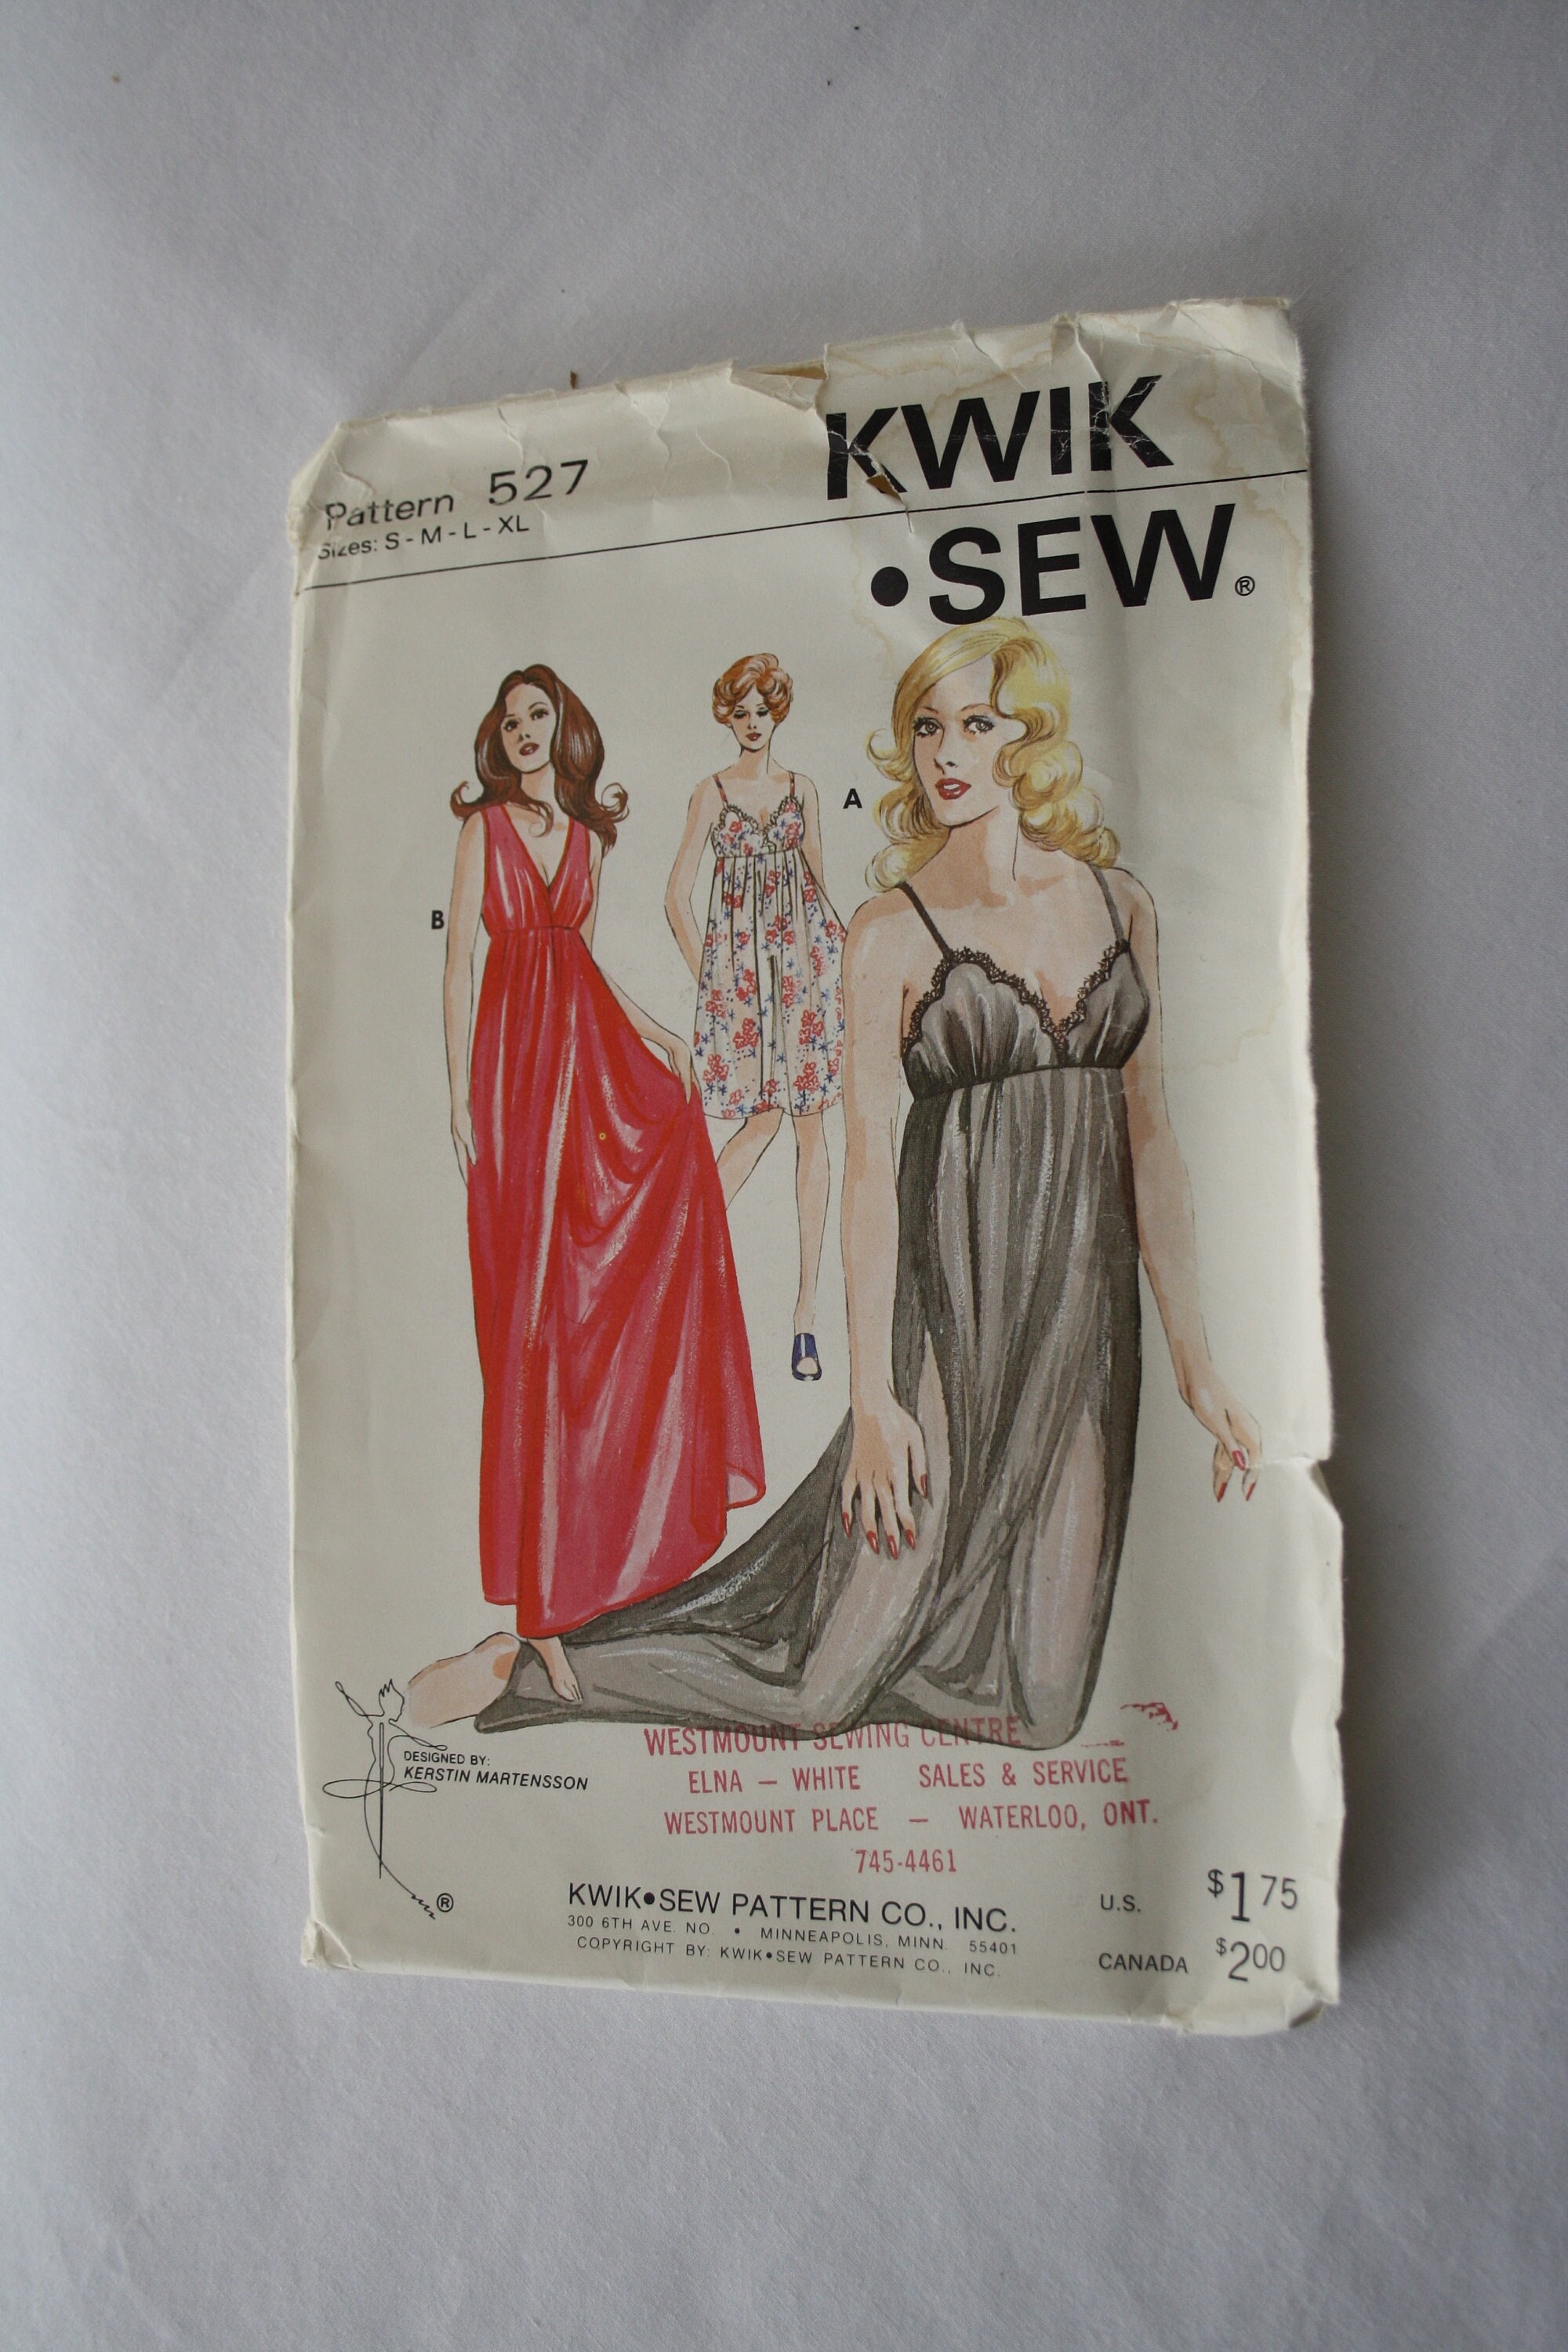 Pattern 527
Sizes: S - M - L - XL
KWIK
•SEW®
B
A
DESIGNED BY:
KERSTIN MARTENSSON
®
WESTMOUNT SEWING CENTRE
ELNA — WHITE SALES & SERVICE
WESTMOUNT PLACE — WATERLOO, ONT.
745-4461
KWIK•SEW PATTERN CO., INC.
300 6TH AVE. NO. • MINNEAPOLIS, MINN. 55401
COPYRIGHT BY: KWIK•SEW PATTERN CO., INC.
U.S. $1 75
CANADA $2 00